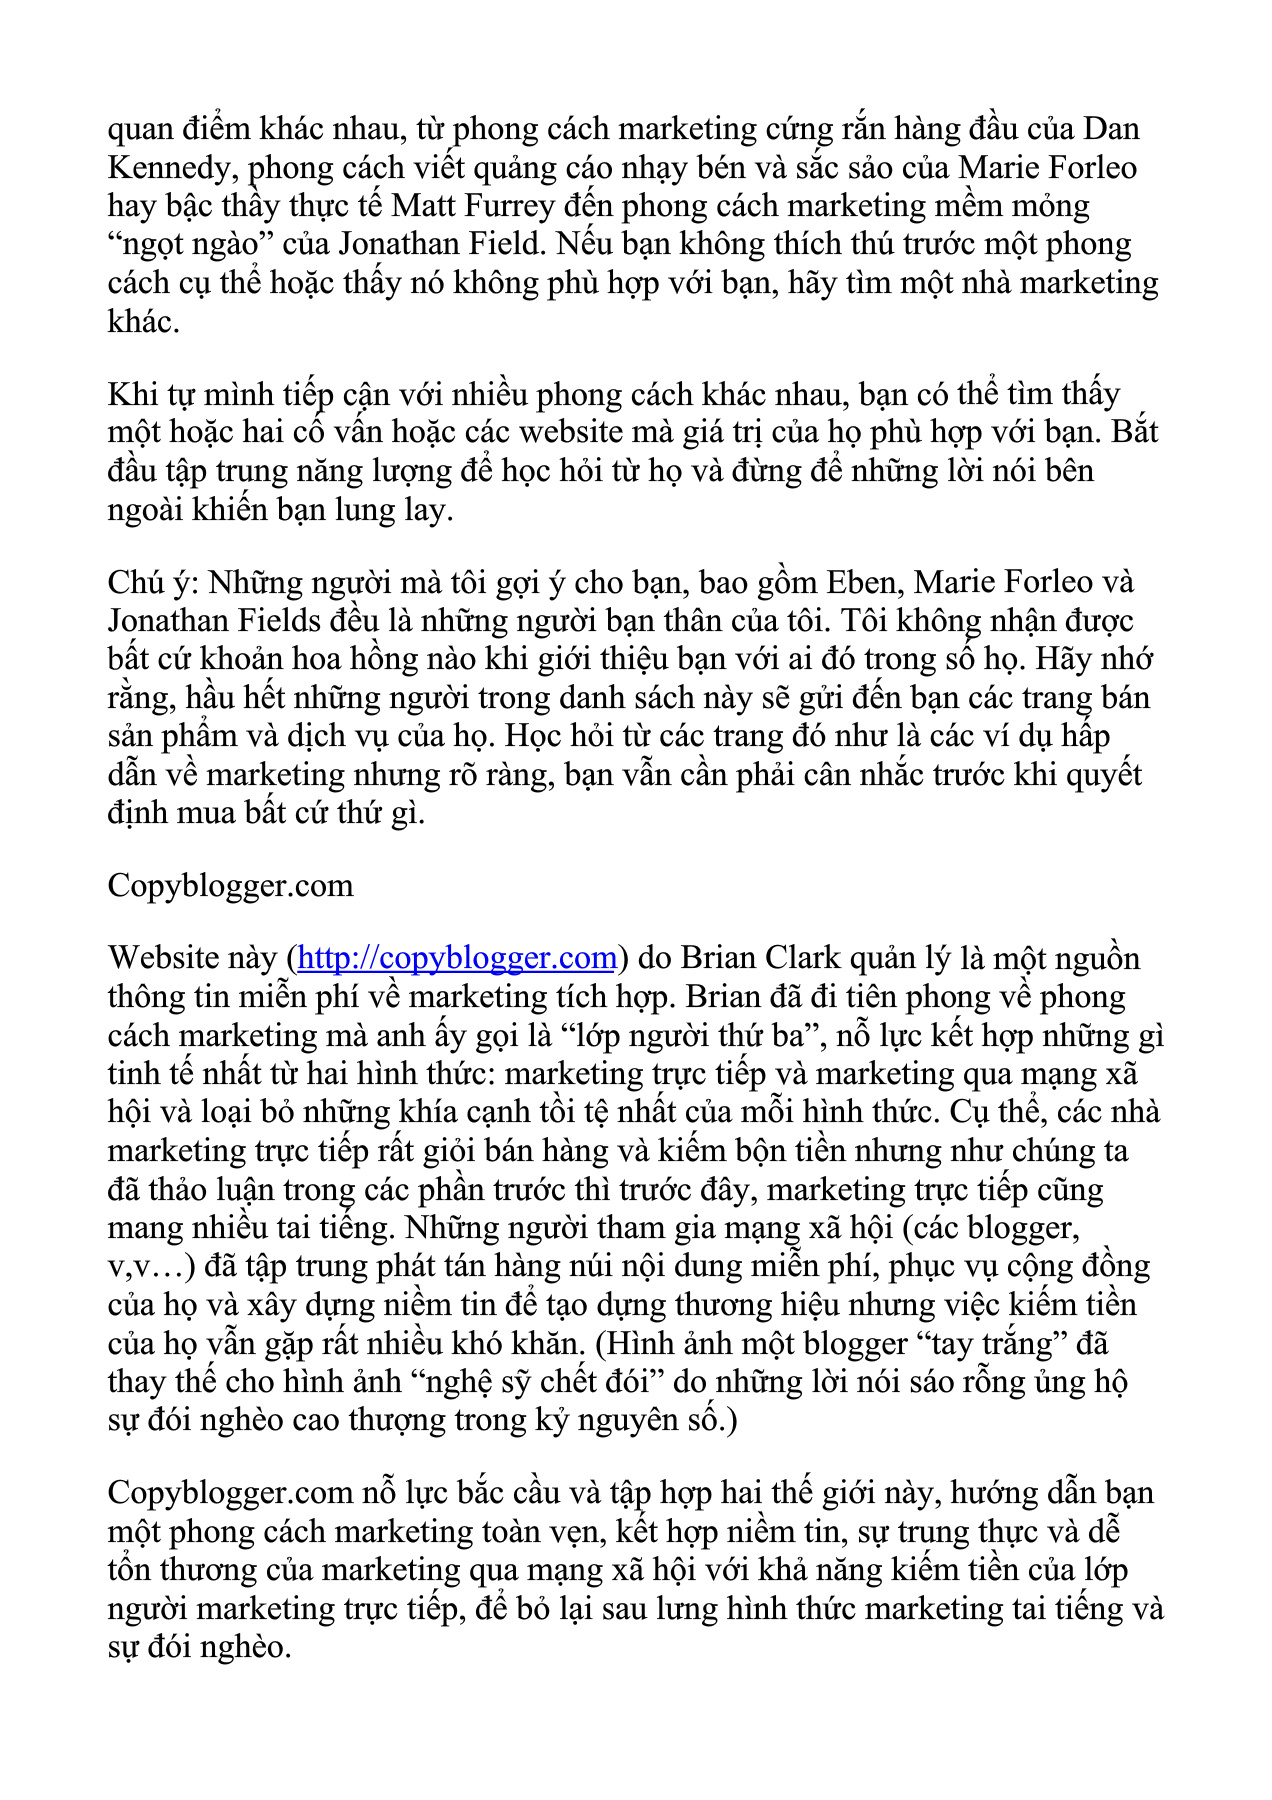 quan điểm khác nhau, từ phong cách marketing cứng rắn hàng đầu của Dan
Kennedy, phong cách viết quảng cáo nhạy bén và sắc sảo của Marie Forleo
hay bậc thầy thực tế Matt Furrey đến phong cách marketing mềm mỏng
“ngọt ngào” của Jonathan Field. Nếu bạn không thích thú trước một phong
cách cụ thể hoặc thấy nó không phù hợp với bạn, hãy tìm một nhà marketing
khác.
Khi tự mình tiếp cận với nhiều phong cách khác nhau, bạn có thể tìm thấy
một hoặc hai cố vấn hoặc các website mà giá trị của họ phù hợp với bạn. Bắt
đầu tập trung năng lượng để học hỏi từ họ và đừng để những lời nói bên
ngoài khiến bạn lung lay.
Chú ý: Những người mà tôi gợi ý cho bạn, bao gồm Eben, Marie Forleo và
Jonathan Fields đều là những người bạn thân của tôi. Tôi không nhận được
bất cứ khoản hoa hồng nào khi giới thiệu bạn với ai đó trong số họ. Hãy nhớ
rằng, hầu hết những người trong danh sách này sẽ gửi đến bạn các trang bán
sản phẩm và dịch vụ của họ. Học hỏi từ các trang đó như là các ví dụ hấp
dẫn về marketing nhưng rõ ràng, bạn vẫn cần phải cân nhắc trước khi quyết
định mua bất cứ thứ gì.
Copyblogger.com
Website này (http://copyblogger.com) do Brian Clark quản lý là một nguồn
thông tin miễn phí về marketing tích hợp. Brian đã đi tiên phong về phong
cách marketing mà anh ấy gọi là “lớp người thứ ba”, nỗ lực kết hợp những gì
tinh tế nhất từ hai hình thức: marketing trực tiếp và marketing qua mạng xã
hội và loại bỏ những khía cạnh tồi tệ nhất của mỗi hình thức. Cụ thể, các nhà
marketing trực tiếp rất giỏi bán hàng và kiếm bộn tiền nhưng như chúng ta
đã thảo luận trong các phần trước thì trước đây, marketing trực tiếp cũng
mang nhiều tai tiếng. Những người tham gia mạng xã hội (các blogger,
v,v…) đã tập trung phát tán hàng núi nội dung miễn phí, phục vụ cộng đồng
của họ và xây dựng niềm tin để tạo dựng thương hiệu nhưng việc kiếm tiền
của họ vẫn gặp rất nhiều khó khăn. (Hình ảnh một blogger “tay trắng” đã
thay thế cho hình ảnh “nghệ sỹ chết đói” do những lời nói sáo rỗng ủng hộ
sự đói nghèo cao thượng trong kỷ nguyên số.)
Copyblogger.com nỗ lực bắc cầu và tập hợp hai thế giới này, hướng dẫn bạn
một phong cách marketing toàn vẹn, kết hợp niềm tin, sự trung thực và dễ
tổn thương của marketing qua mạng xã hội với khả năng kiếm tiền của lớp
người marketing trực tiếp, để bỏ lại sau lưng hình thức marketing tai tiếng và
sự đói nghèo.